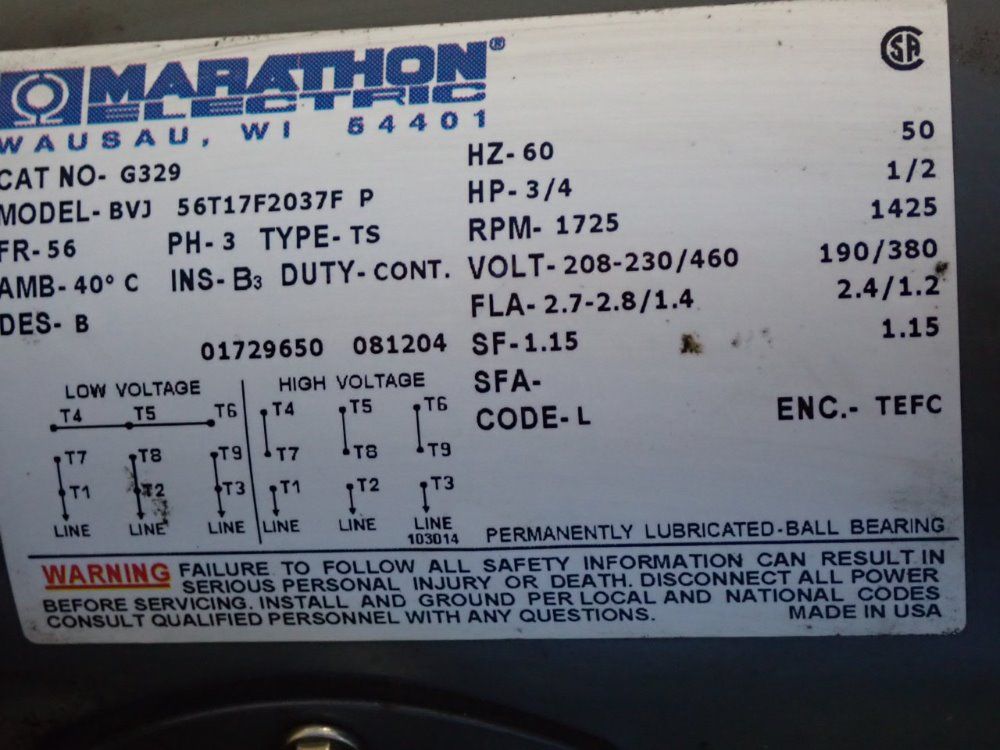 MARATHON®
ELECTRIC
WAUSAU, WI 54401
CSA
CAT NO- G329
MODEL- BVJ 56T17F2037F P
FR-56 PH-3 TYPE-TS
AMB-40° C INS-B3 DUTY-CONT.
DES- B
01729650 081204
HZ-60 50
HP-3/4 1/2
RPM- 1725 1425
VOLT-208-230/460 190/380
FLA-2.7-2.8/1.4 2.4/1.2
SF-1.15 1.15
SFA-
CODE-L ENC.- TEFC
LOW VOLTAGE HIGH VOLTAGE
T4 T5 T6 T4 T5 T6
T7 T8 T9 T7 T8 T9
T1 T2 T3 T1 T2 T3
LINE LINE LINE LINE LINE LINE
103014
PERMANENTLY LUBRICATED-BALL BEARING
WARNING FAILURE TO FOLLOW ALL SAFETY INFORMATION CAN RESULT IN
SERIOUS PERSONAL INJURY OR DEATH. DISCONNECT ALL POWER
BEFORE SERVICING. INSTALL AND GROUND PER LOCAL AND NATIONAL CODES
CONSULT QUALIFIED PERSONNEL WITH ANY QUESTIONS. MADE IN USA